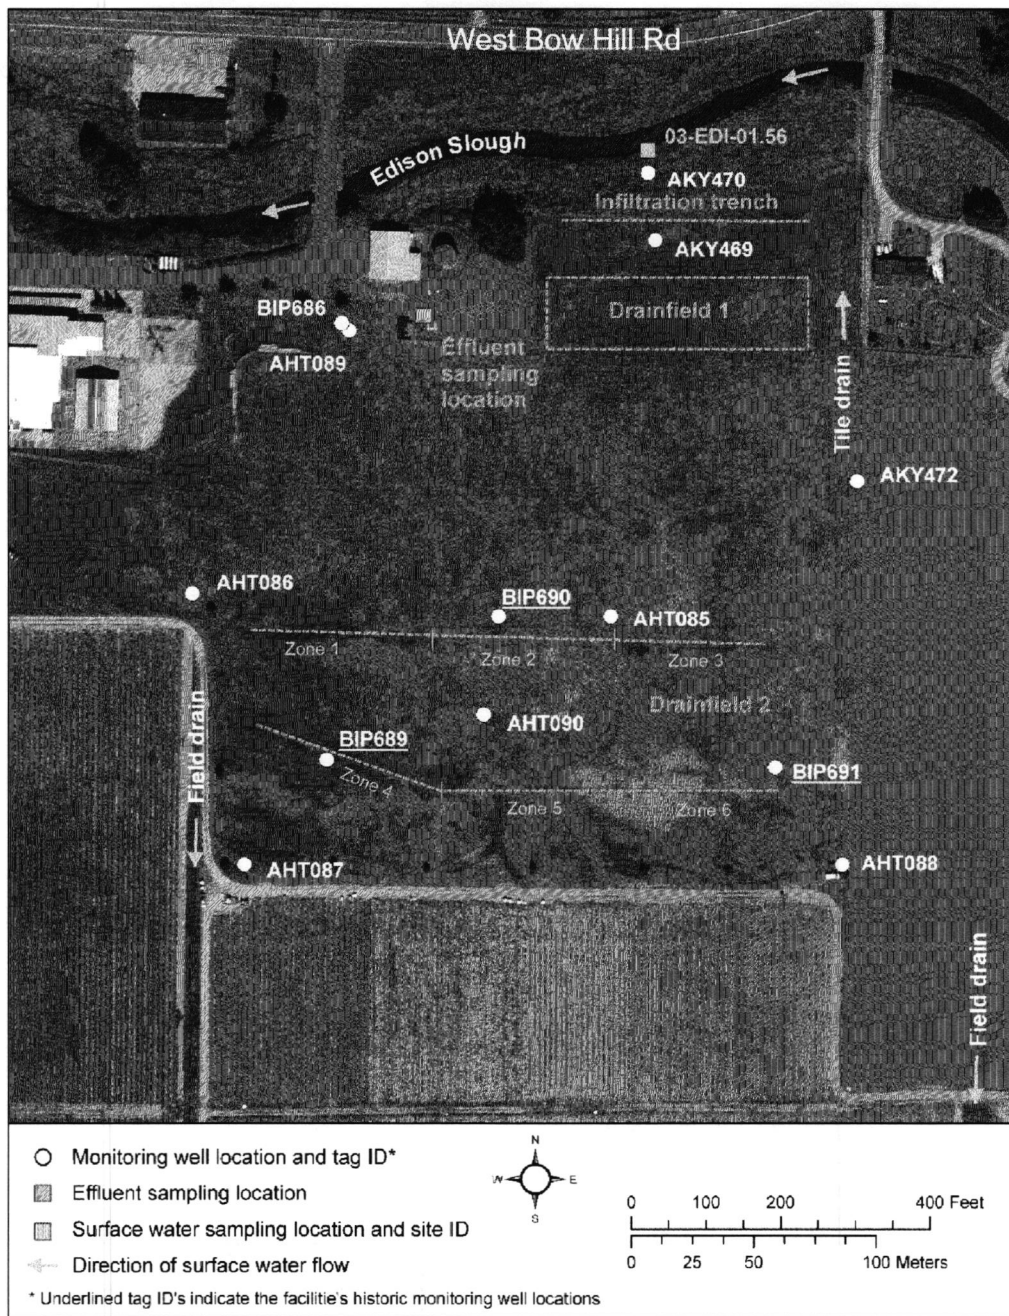 West Bow Hill Rd
Edison Slough
03-EDI-01.56
AKY470
Infiltration trench
AKY469
Drainfield 1
BIP686
AHT089
Effluent
sampling
location
Tile drain
AKY472
AHT086
BIP690
AHT085
Zone 1
Zone 2
Zone 3
Field drain
Drainfield 2
AHT090
BIP689
Zone 4
BIP691
Zone 5
Zone 6
AHT087
AHT088
Field drain
Monitoring well location and tag ID*
Effluent sampling location
Surface water sampling location and site ID
Direction of surface water flow
* Underlined tag ID's indicate the facilitie's historic monitoring well locations
N
W E
S
0 100 200 400 Feet
0 25 50 100 Meters